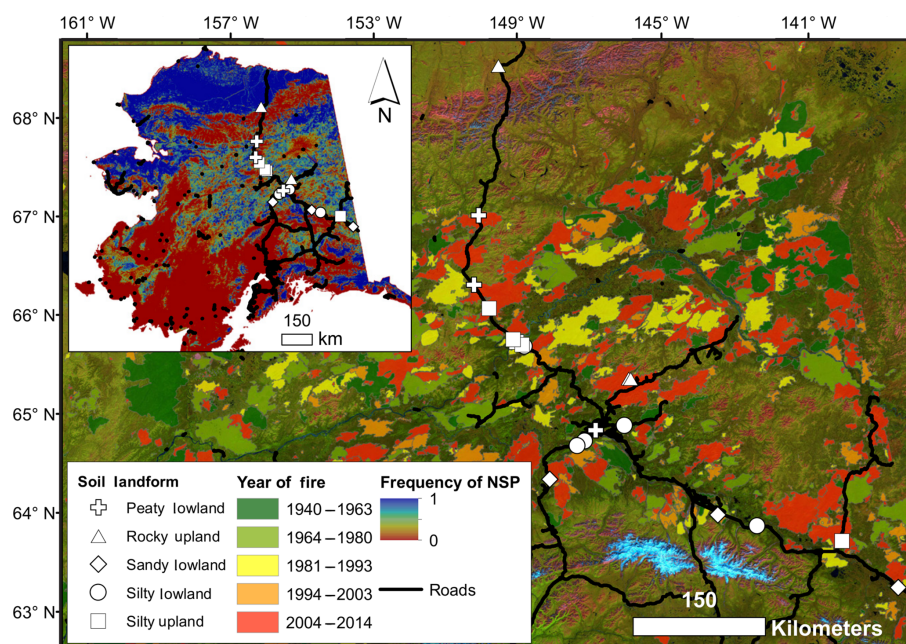 161° W 157° W 153° W 149° W 145° W 141° W
68° N
67° N
66° N
65° N
64° N
63° N
N
150
km
Soil landform
Peaty lowland
Rocky upland
Sandy lowland
Silty lowland
Silty upland
Year of fire
1940–1963
1964–1980
1981–1993
1994–2003
2004–2014
Frequency of NSP
1
0
Roads
150
Kilometers